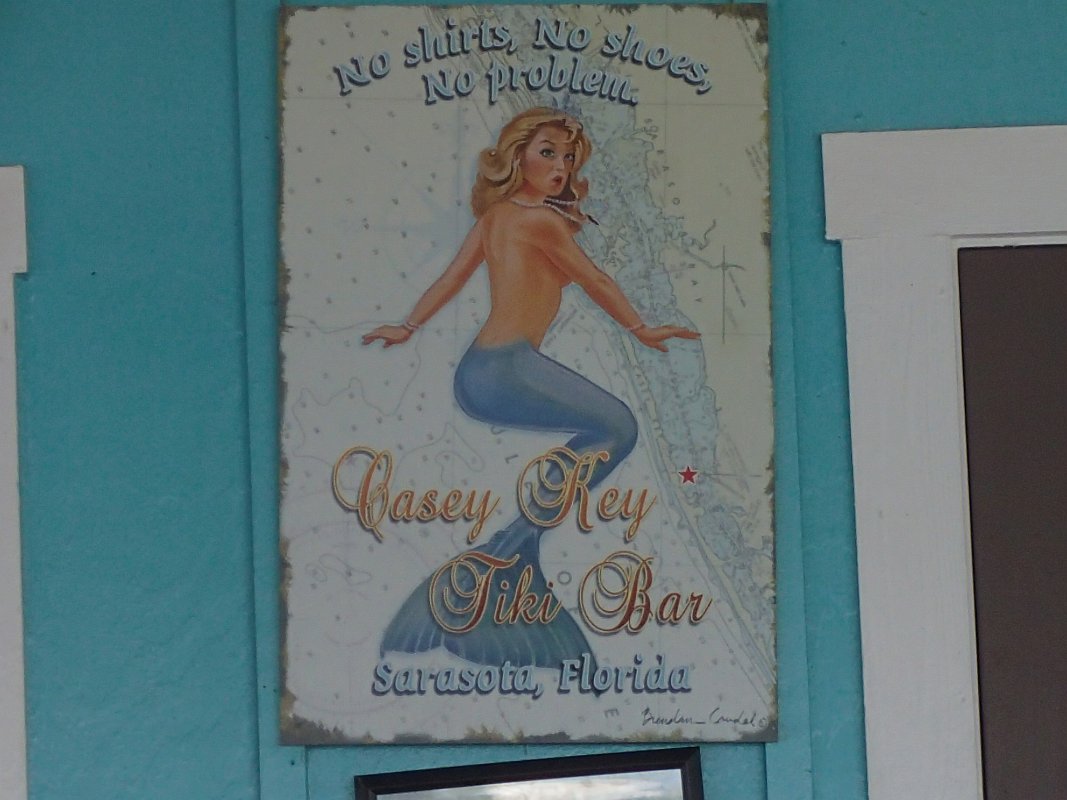 No shirts, No shoes,
No problem.
Casey Key
Tiki Bar
Sarasota, Florida